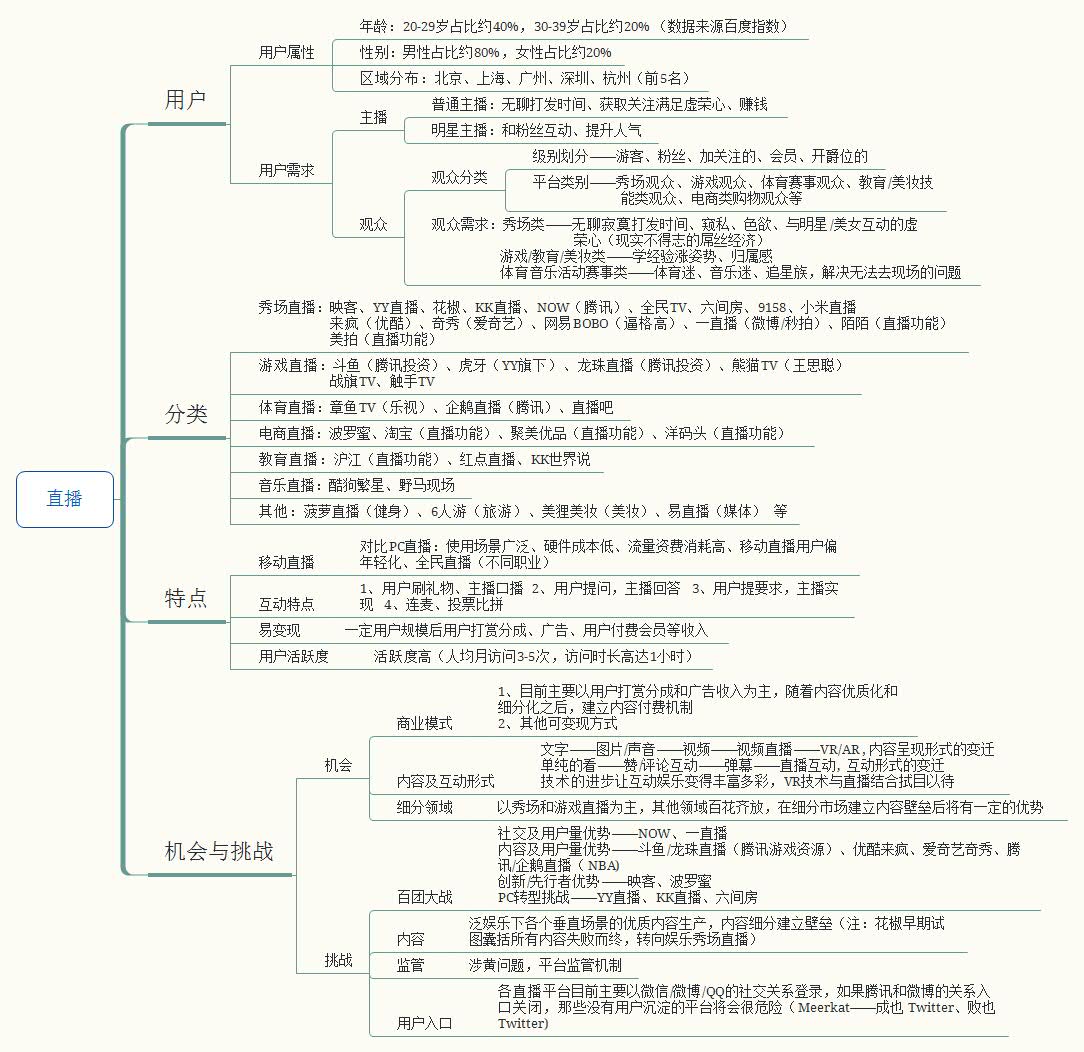 直播
用户
用户属性
年龄：20-29岁占比约40%，30-39岁占比约20%（数据来源百度指数）
性别：男性占比约80%，女性占比约20%
区域分布：北京、上海、广州、深圳、杭州（前5名）
用户需求
主播
普通主播：无聊打发时间、获取关注满足虚荣心、赚钱
明星主播：和粉丝互动、提升人气
观众
观众分类
级别划分——游客、粉丝、加关注的、会员、开爵位的
平台类别——秀场观众、游戏观众、体育赛事观众、教育/美妆技
能类观众、电商类购物观众等
观众需求：秀场类——无聊寂寞打发时间、窥私、色欲、与明星/美女互动的虚
荣心（现实不得志的屌丝经济）
游戏/教育/美妆类——学经验涨姿势、归属感
体育音乐活动赛事类——体育迷、音乐迷、追星族，解决无法去现场的问题
分类
秀场直播：映客、YY直播、花椒、KK直播、NOW（腾讯）、全民TV、六间房、9158、小米直播
来疯（优酷）、奇秀（爱奇艺）、网易BOBO（逼格高）、一直播（微博/秒拍）、陌陌（直播功能）
美拍（直播功能）
游戏直播：斗鱼（腾讯投资）、虎牙（YY旗下）、龙珠直播（腾讯投资）、熊猫TV（王思聪）
战旗TV、触手TV
体育直播：章鱼TV（乐视）、企鹅直播（腾讯）、直播吧
电商直播：波罗蜜、淘宝（直播功能）、聚美优品（直播功能）、洋码头（直播功能）
教育直播：沪江（直播功能）、红点直播、KK世界说
音乐直播：酷狗繁星、野马现场
其他：菠萝直播（健身）、6人游（旅游）、美狸美妆（美妆）、易直播（媒体） 等
特点
移动直播
对比PC直播：使用场景广泛、硬件成本低、流量资费消耗高、移动直播用户偏
年轻化、全民直播（不同职业）
互动特点
1、用户刷礼物、主播口播 2、用户提问，主播回答 3、用户提要求，主播实
现 4、连麦、投票比拼
易变现
一定用户规模后用户打赏分成、广告、用户付费会员等收入
用户活跃度
活跃度高（人均月访问3-5次，访问时长高达1小时）
机会与挑战
机会
商业模式
1、目前主要以用户打赏分成和广告收入为主，随着内容优质化和
细分化之后，建立内容付费机制
2、其他可变现方式
内容及互动形式
文字——图片/声音——视频——视频直播——VR/AR，内容呈现形式的变迁
单纯的看——赞/评论互动——弹幕——直播互动，互动形式的变迁
技术的进步让互动娱乐变得丰富多彩，VR技术与直播结合拭目以待
细分领域
以秀场和游戏直播为主，其他领域百花齐放，在细分市场建立内容壁垒后将有一定的优势
挑战
百团大战
社交及用户量优势——NOW、一直播
内容及用户量优势——斗鱼/龙珠直播（腾讯游戏资源）、优酷来疯、爱奇艺奇秀、腾
讯/企鹅直播（NBA)
创新/先行者优势——映客、波罗蜜
PC转型挑战——YY直播、KK直播、六间房
内容
泛娱乐下各个垂直场景的优质内容生产，内容细分建立壁垒（注：花椒早期试
图囊括所有内容失败而终，转向娱乐秀场直播）
监管
涉黄问题，平台监管机制
用户入口
各直播平台目前主要以微信/微博/QQ的社交关系登录，如果腾讯和微博的关系入
口关闭，那些没有用户沉淀的平台将会很危险（Meerkat——成也 Twitter、败也
Twitter)